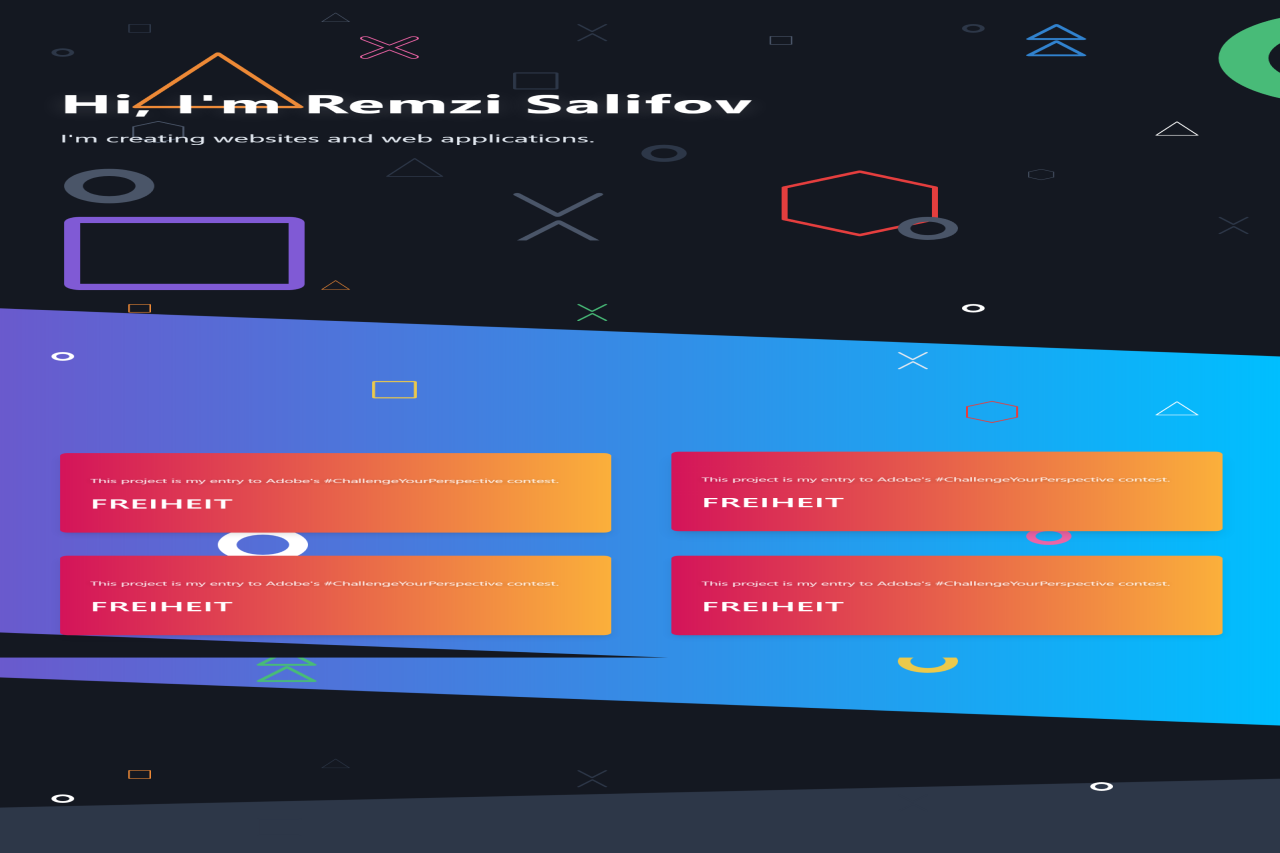 Hi, I'm Remzi Salifov
I'm creating websites and web applications.
This project is my entry to Adobe's #ChallengeYourPerspective contest.
FREIHEIT
This project is my entry to Adobe's #ChallengeYourPerspective contest.
FREIHEIT
This project is my entry to Adobe's #ChallengeYourPerspective contest.
FREIHEIT
This project is my entry to Adobe's #ChallengeYourPerspective contest.
FREIHEIT